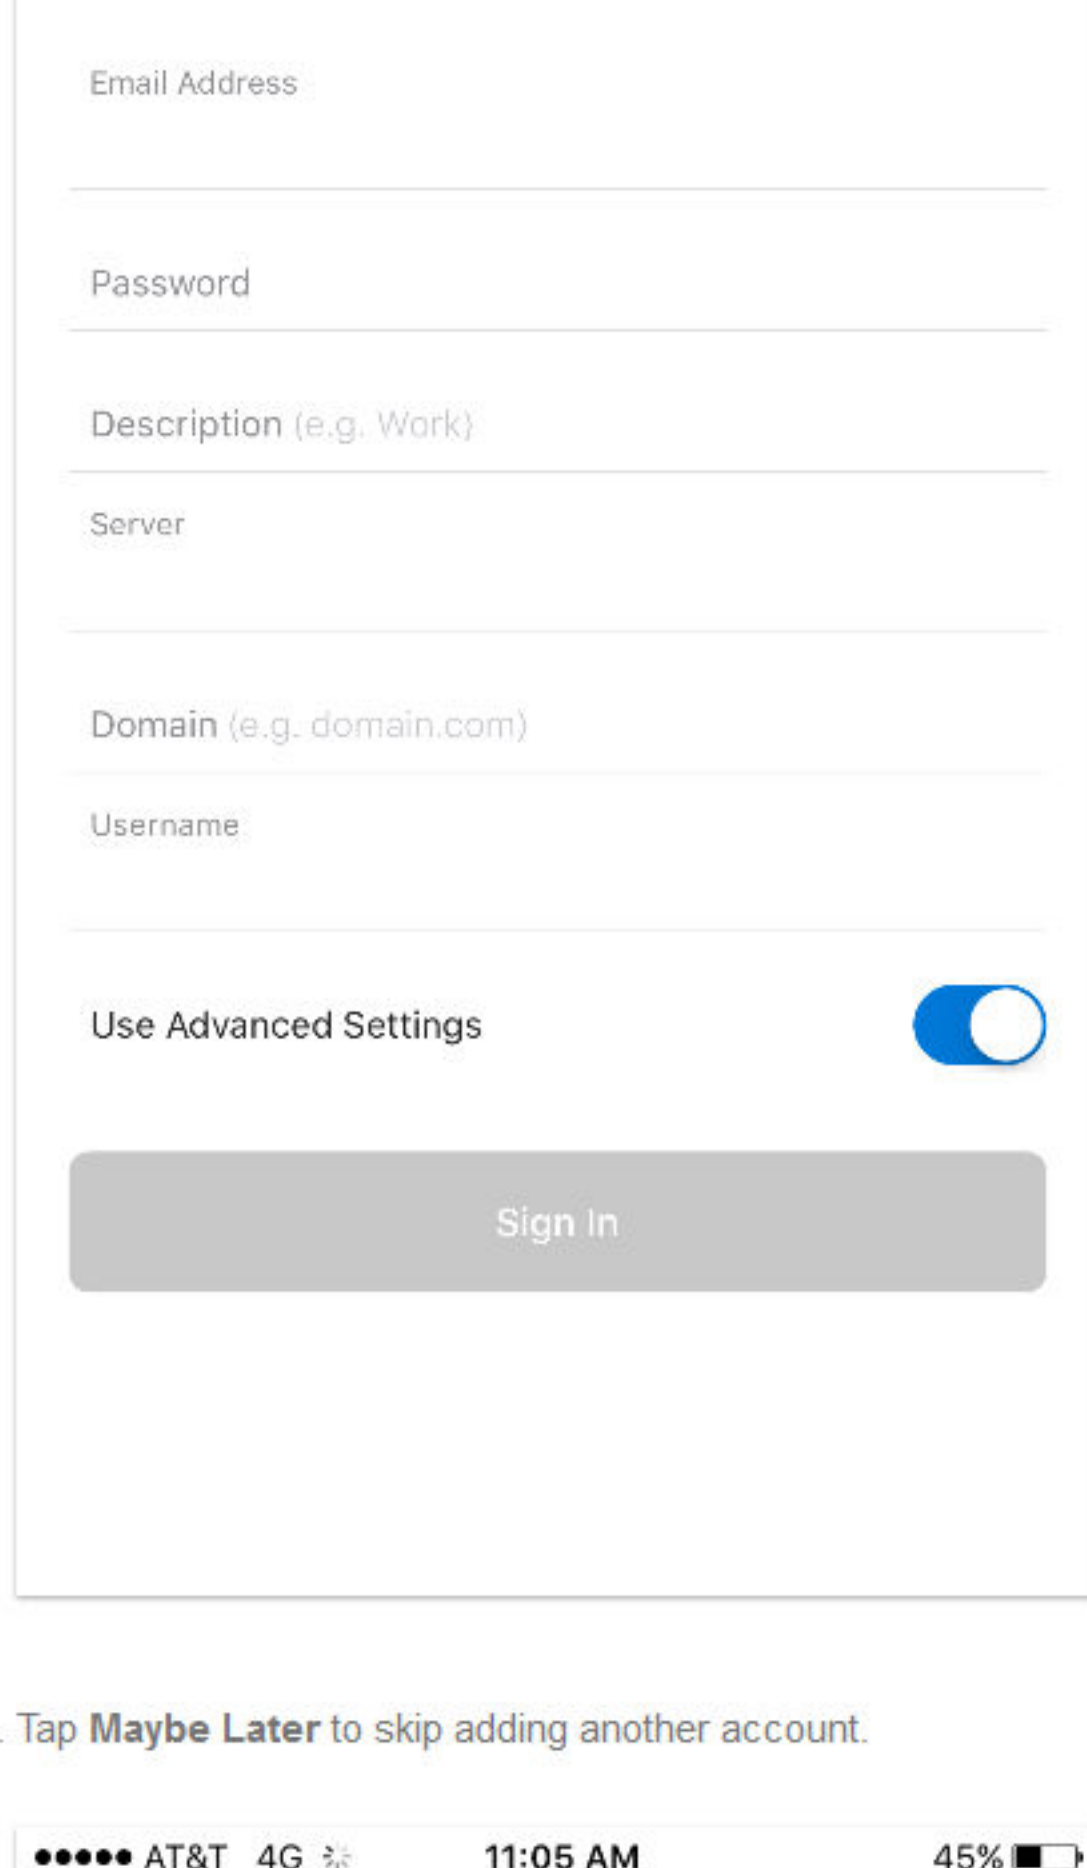 Email Address
Password
Description (e.g. Work)
Server
Domain (e.g. domain.com)
Username
Use Advanced Settings
Sign In
. Tap Maybe Later to skip adding another account.
●●●●● AT&T 4G 11:05 AM 45%